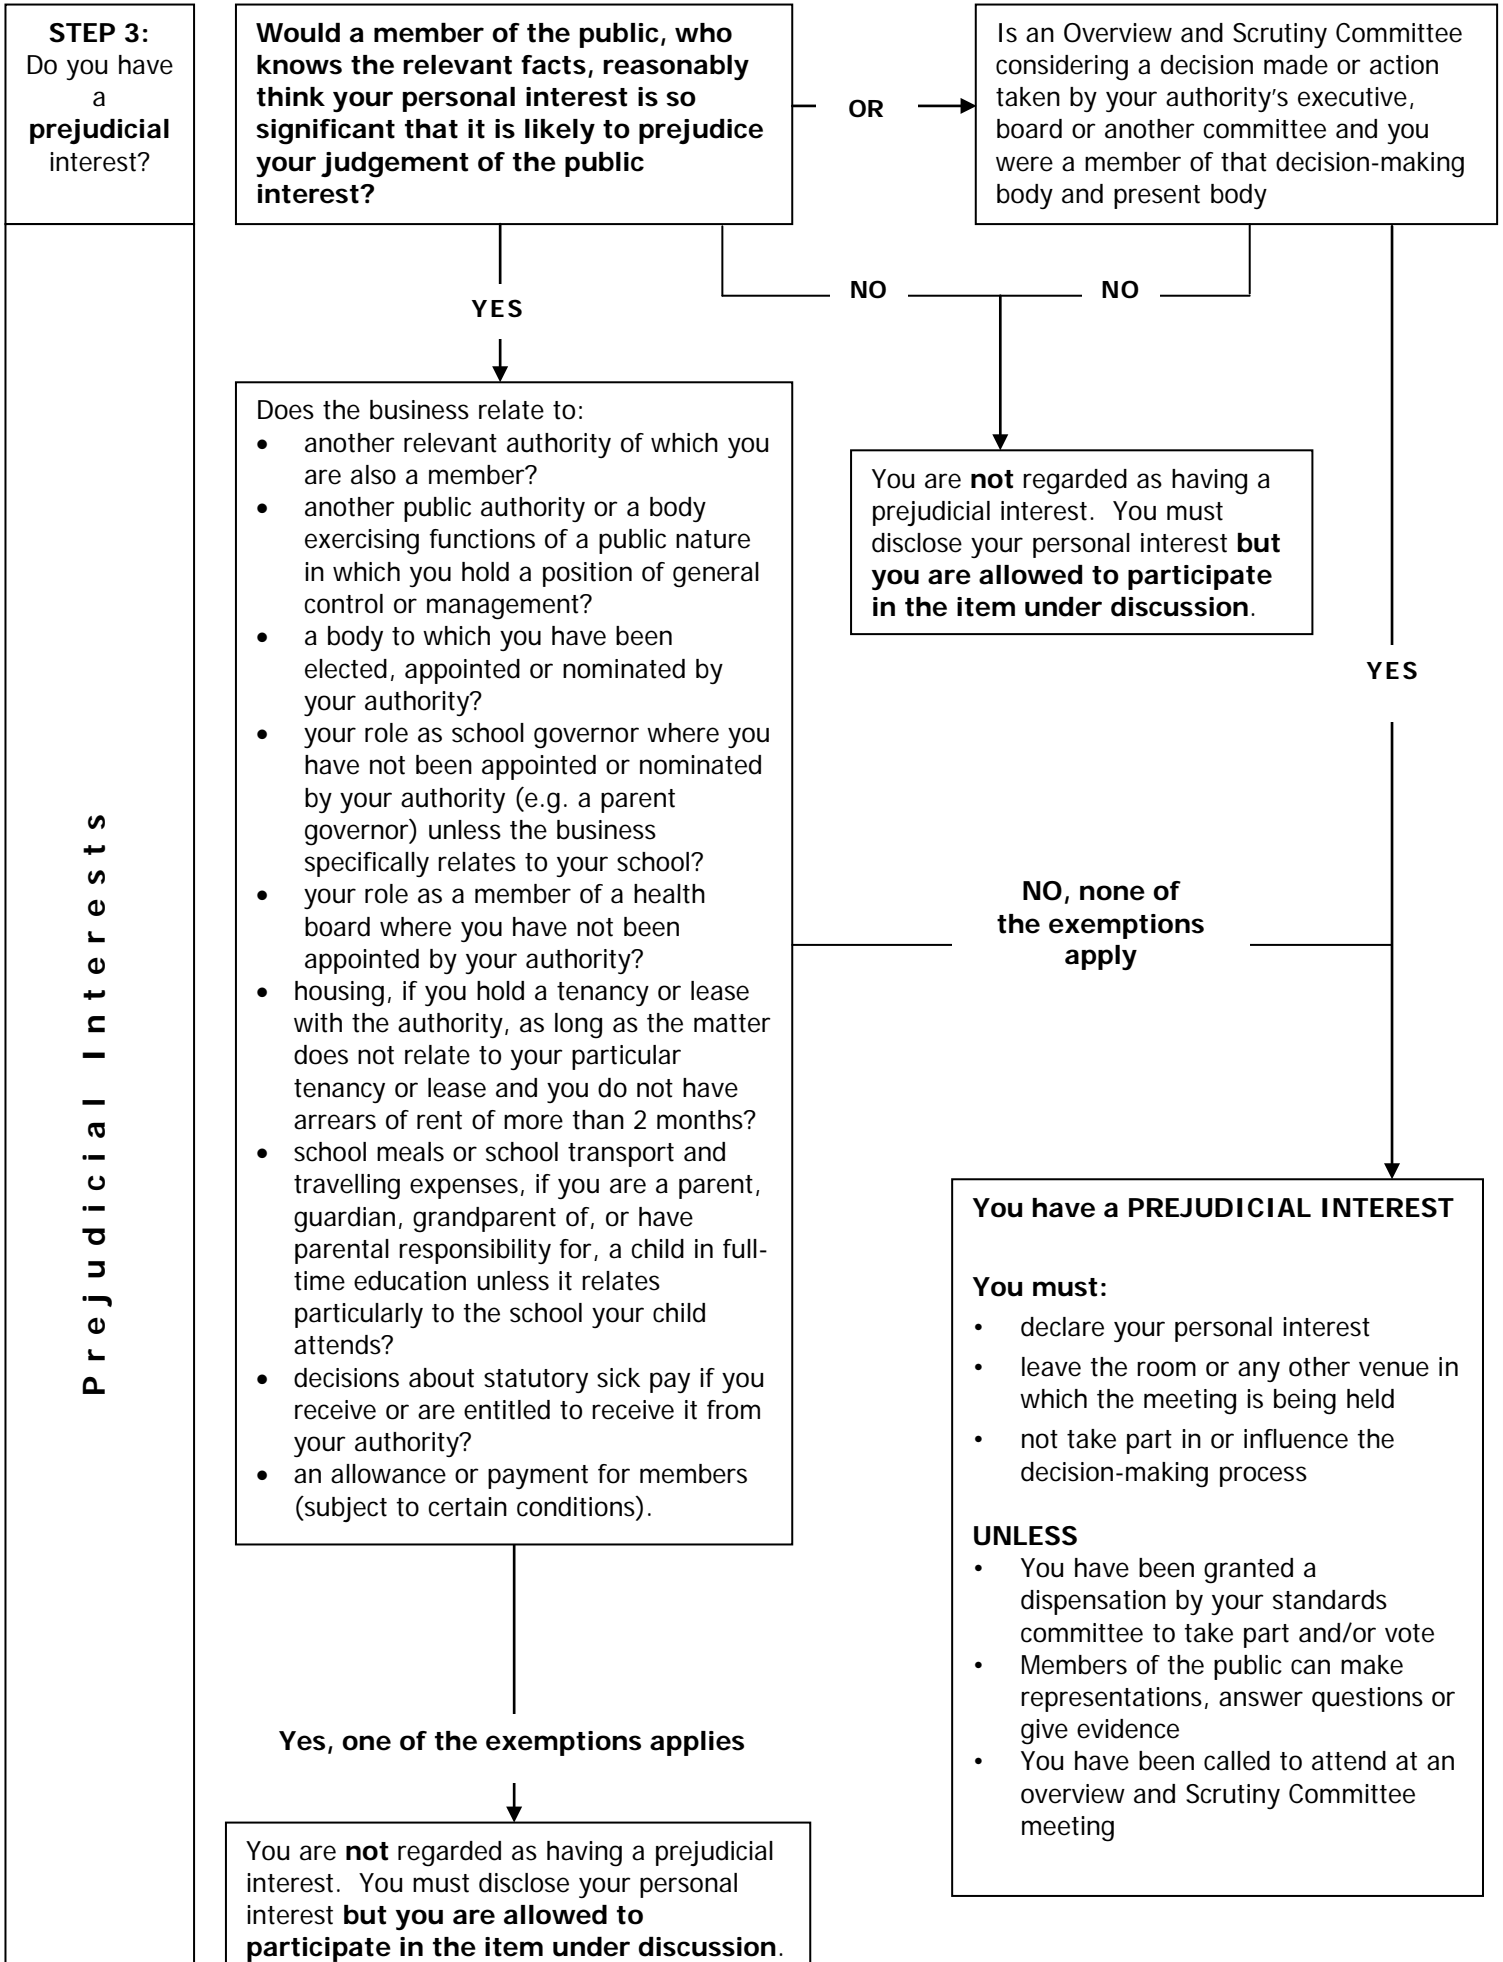 STEP 3:
Do you have
a
prejudicial
interest?
Would a member of the public, who
knows the relevant facts, reasonably
think your personal interest is so
significant that it is likely to prejudice
your judgement of the public
interest?
OR
Is an Overview and Scrutiny Committee
considering a decision made or action
taken by your authority's executive,
board or another committee and you
were a member of that decision-making
body and present body
YES
NO
NO
Does the business relate to:
• another relevant authority of which you
are also a member?
• another public authority or a body
exercising functions of a public nature
in which you hold a position of general
control or management?
• a body to which you have been
elected, appointed or nominated by
your authority?
• your role as school governor where you
have not been appointed or nominated
by your authority (e.g. a parent
governor) unless the business
specifically relates to your school?
• your role as a member of a health
board where you have not been
appointed by your authority?
• housing, if you hold a tenancy or lease
with the authority, as long as the matter
does not relate to your particular
tenancy or lease and you do not have
arrears of rent of more than 2 months?
• school meals or school transport and
travelling expenses, if you are a parent,
guardian, grandparent of, or have
parental responsibility for, a child in full-
time education unless it relates
particularly to the school your child
attends?
• decisions about statutory sick pay if you
receive or are entitled to receive it from
your authority?
• an allowance or payment for members
(subject to certain conditions).
You are not regarded as having a
prejudicial interest. You must
disclose your personal interest but
you are allowed to participate
in the item under discussion.
YES
NO, none of
the exemptions
apply
Prejudicial Interests
You have a PREJUDICIAL INTEREST
You must:
• declare your personal interest
• leave the room or any other venue in
which the meeting is being held
• not take part in or influence the
decision-making process
UNLESS
• You have been granted a
dispensation by your standards
committee to take part and/or vote
• Members of the public can make
representations, answer questions or
give evidence
• You have been called to attend at an
overview and Scrutiny Committee
meeting
Yes, one of the exemptions applies
You are not regarded as having a prejudicial
interest. You must disclose your personal
interest but you are allowed to
participate in the item under discussion.